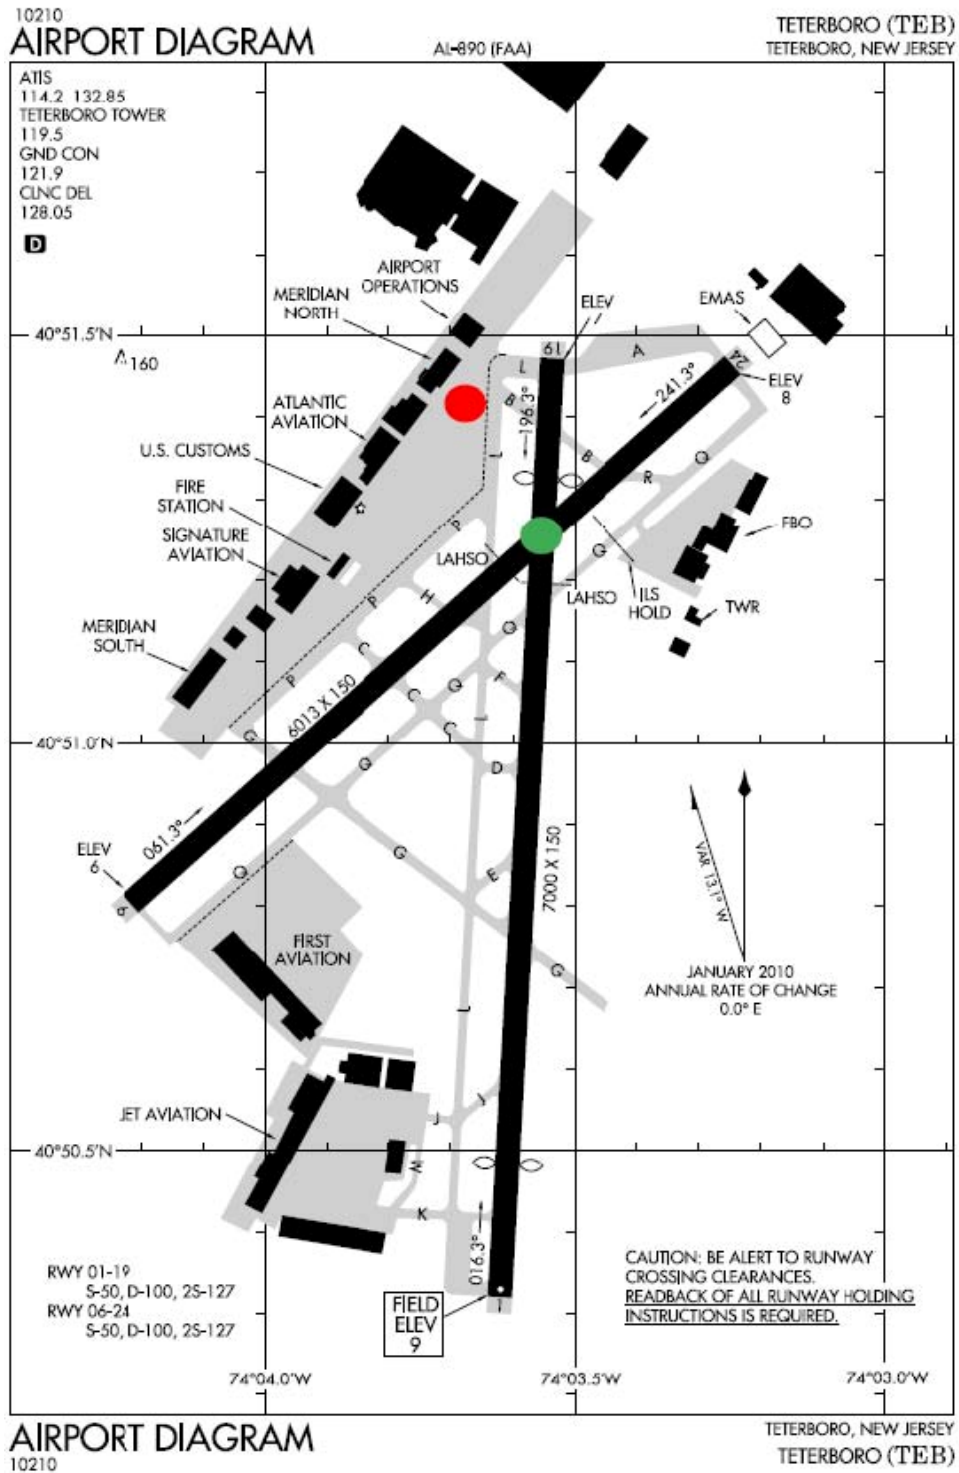 10210
AIRPORT DIAGRAM
AL-890 (FAA)
TETERBORO (TEB)
TETERBORO, NEW JERSEY
ATIS
114.2 132.85
TETERBORO TOWER
119.5
GND CON
121.9
CLNC DEL
128.05
D
AIRPORT
OPERATIONS
MERIDIAN
NORTH
ELEV
EMAS
40°51.5'N
160
19
L
A
24
ELEV
8
196.3°
241.3°
B
ATLANTIC
AVIATION
U.S. CUSTOMS
L
B
R
Q
FIRE
STATION
SIGNATURE
AVIATION
P
FBO
LAHSO
G
LAHSO
ILS
HOLD
TWR
P
H
MERIDIAN
SOUTH
Q
C
P
Q
F
C
6013 X 150
L
C
G
40°51.0'N
Q
D
061.3°
7000 X 150
VAR 13.1° W
ELEV
6
G
E
Q
6
FIRST
AVIATION
G
JANUARY 2010
ANNUAL RATE OF CHANGE
0.0° E
L
JET AVIATION
J
J
40°50.5'N
M
K
016.3°
RWY 01-19
S-50, D-100, 2S-127
RWY 06-24
S-50, D-100, 2S-127
FIELD
ELEV
9
1
CAUTION: BE ALERT TO RUNWAY
CROSSING CLEARANCES.
READBACK OF ALL RUNWAY HOLDING
INSTRUCTIONS IS REQUIRED.
74°04.0'W
74°03.5'W
74°03.0'W
AIRPORT DIAGRAM
10210
TETERBORO, NEW JERSEY
TETERBORO (TEB)